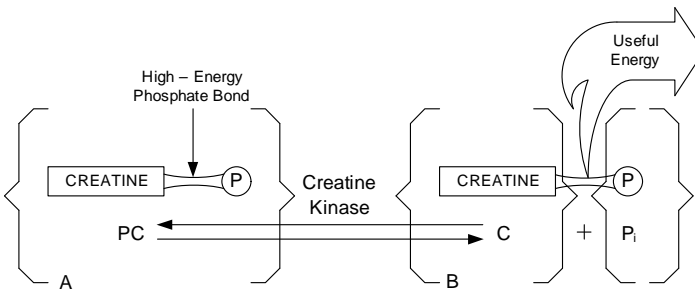 Useful
Energy
High – Energy
Phosphate Bond
CREATINE P
Creatine
Kinase
CREATINE P
PC
C + Pi
A
B